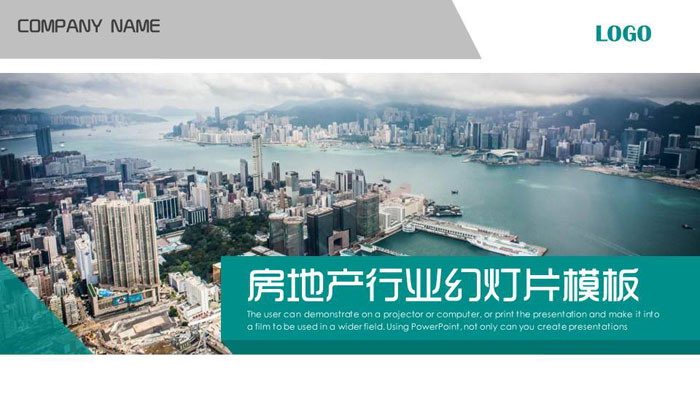 COMPANY NAME
LOGO
房地产行业幻灯片模板
The user can demonstrate on a projector or computer, or print the presentation and make it into
a film to be used in a wider field. Using PowerPoint, not only can you create presentations